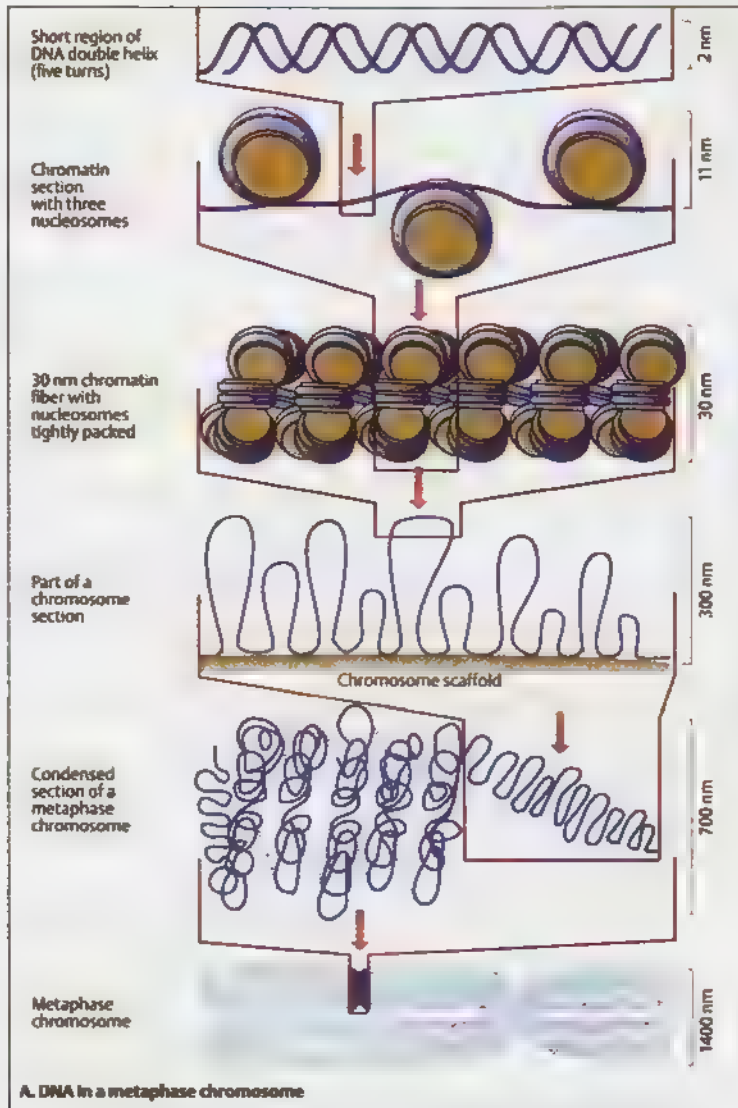 Short region of
DNA double helix
(five turns)
2 nm
Chromatin
section
with three
nucleosomes
11 nm
30 nm chromatin
fiber with
nucleosomes
tightly packed
30 nm
Part of a
chromosome
section
300 nm
Chromosome scaffold
Condensed
section of a
metaphase
chromosome
700 nm
Metaphase
chromosome
1400 nm
A. DNA in a metaphase chromosome